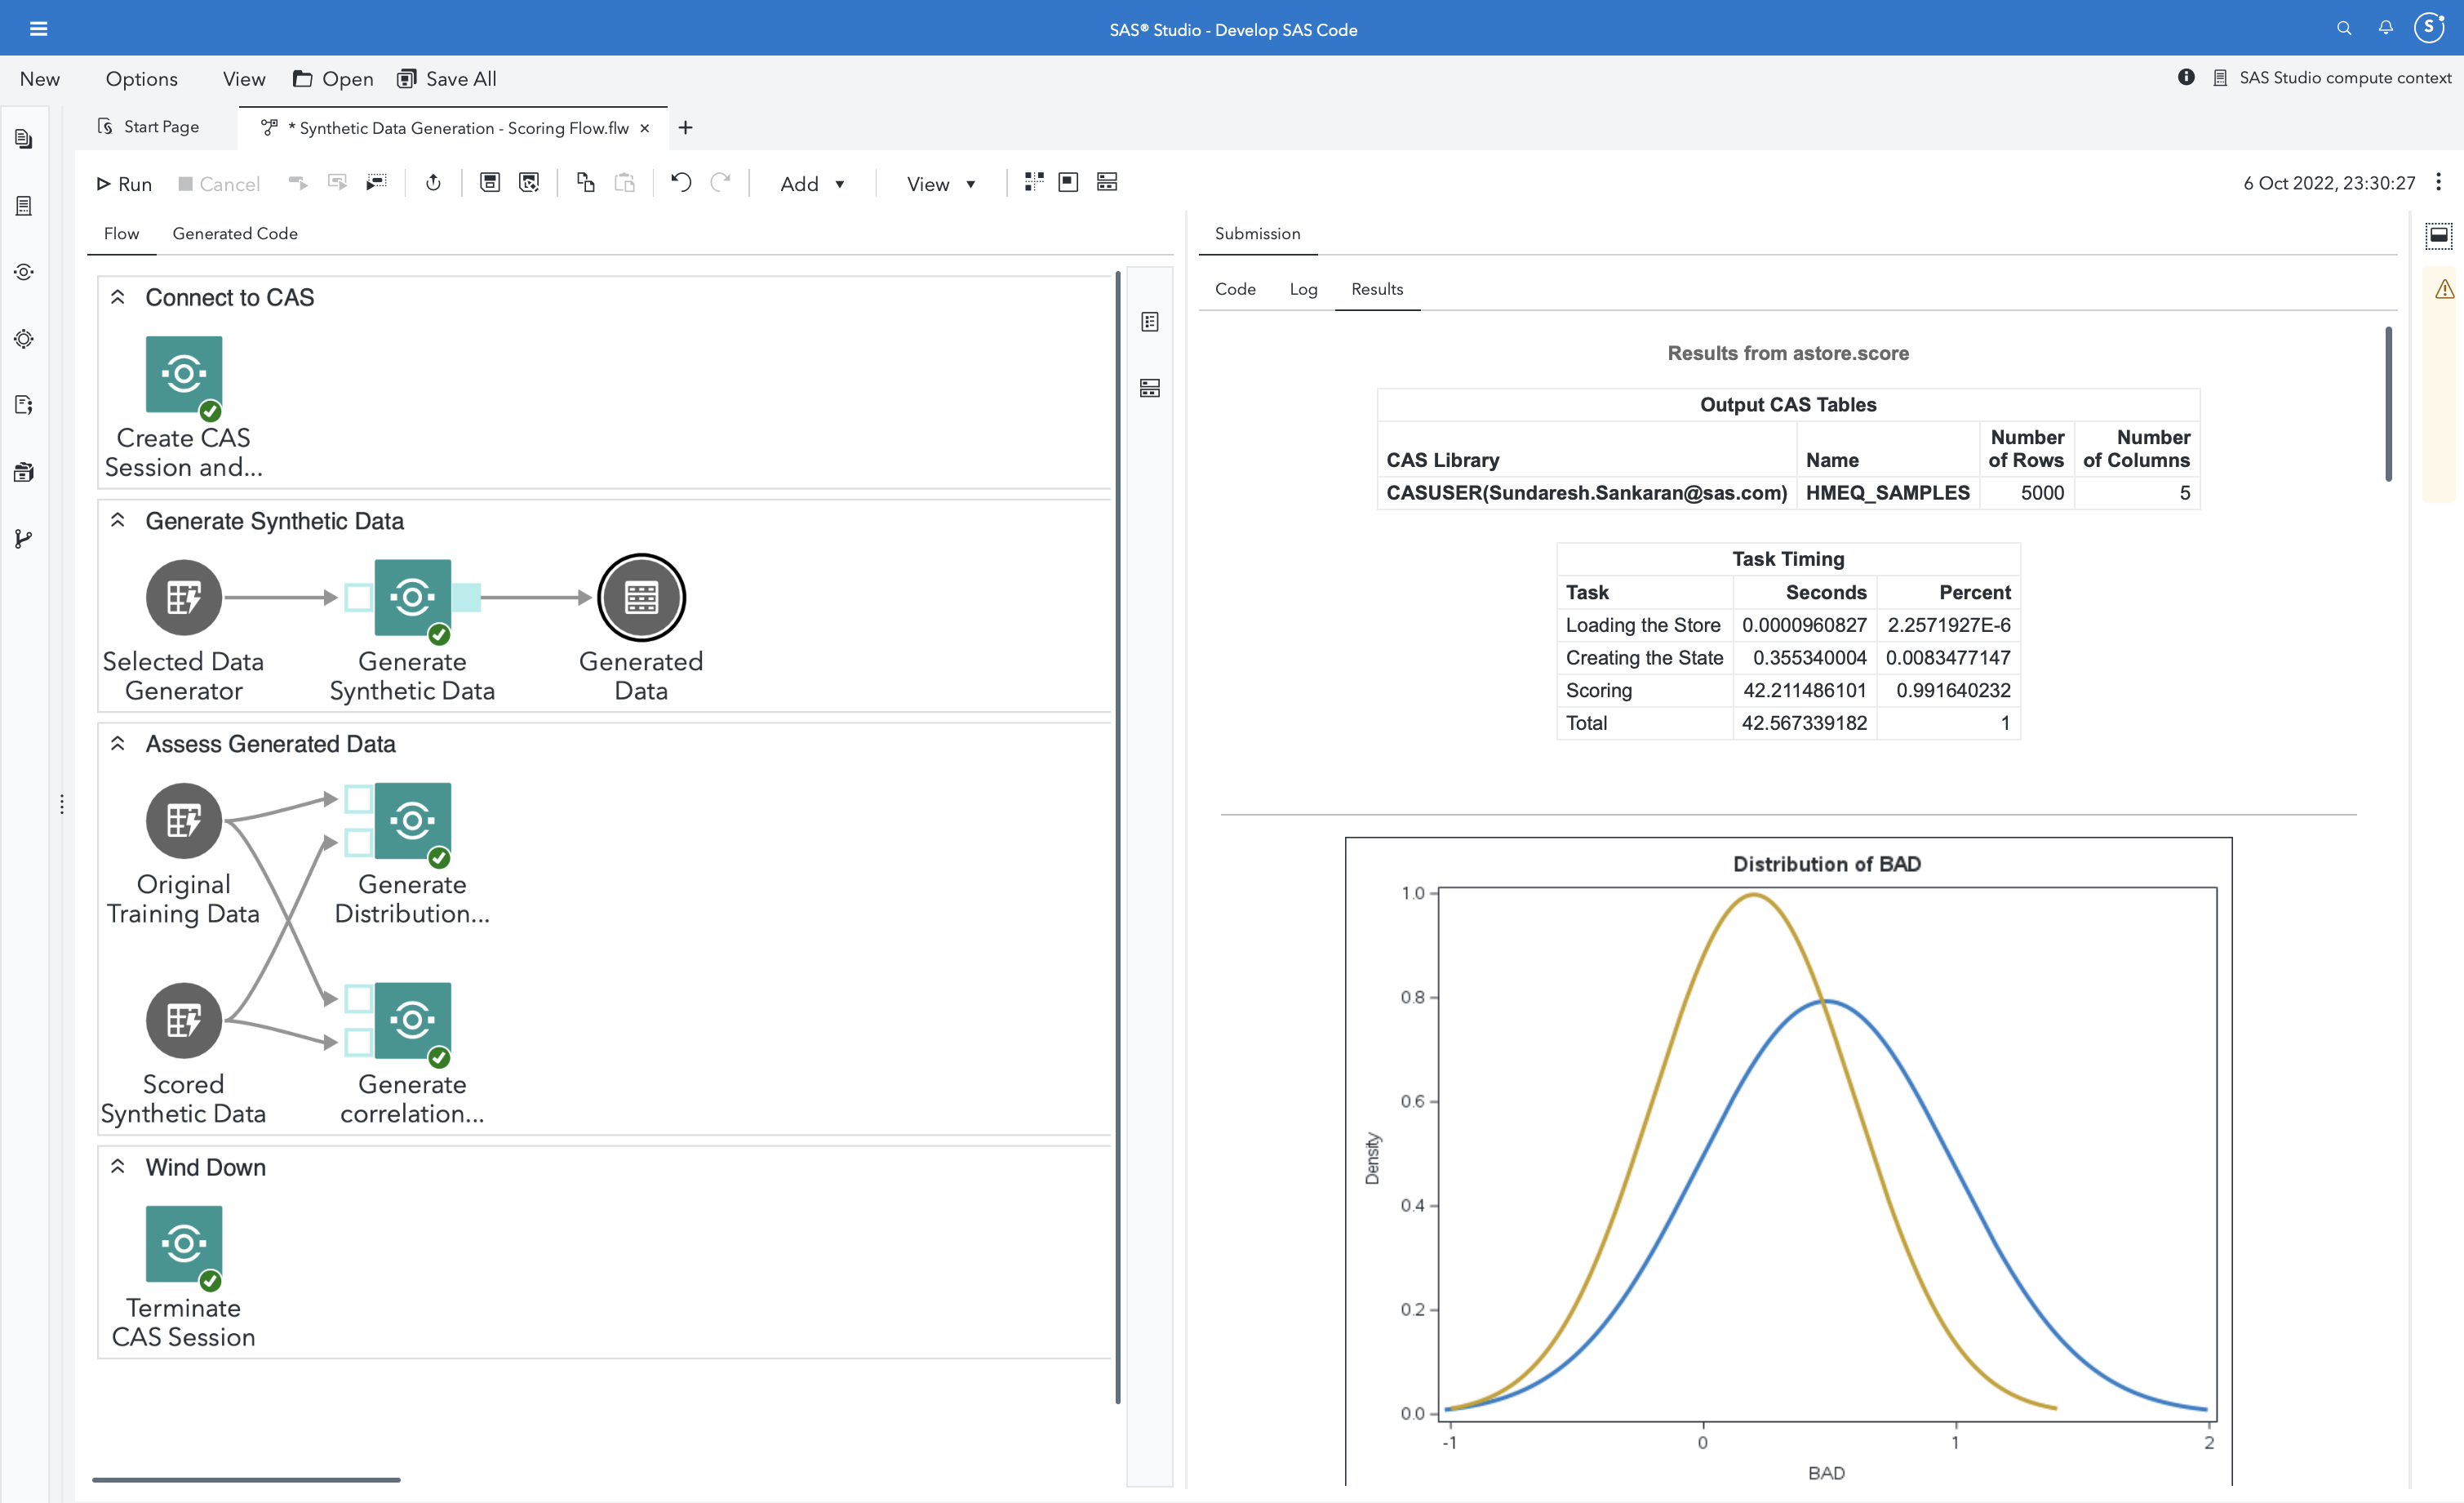 SAS® Studio - Develop SAS Code
S
New Options View Open Save All
SAS Studio compute context
Start Page
* Synthetic Data Generation - Scoring Flow.flw
Run Cancel Add View
6 Oct 2022, 23:30:27
Flow Generated Code
Connect to CAS
Create CAS
Session and...
Generate Synthetic Data
Selected Data
Generator
Generate
Synthetic Data
Generated
Data
Assess Generated Data
Original
Training Data
Generate
Distribution...
Scored
Synthetic Data
Generate
correlation...
Wind Down
Terminate
CAS Session
Submission
Code Log Results
Results from astore.score
Output CAS Tables
CAS Library Name Number of Rows Number of Columns
CASUSER(Sundaresh.Sankaran@sas.com) HMEQ_SAMPLES 5000 5
Task Timing
Task Seconds Percent
Loading the Store 0.0000960827 2.2571927E-6
Creating the State 0.355340004 0.0083477147
Scoring 42.211486101 0.991640232
Total 42.567339182 1
Distribution of BAD
1.0
0.8
0.6
0.4
0.2
0.0
Density
-1 0 1 2
BAD